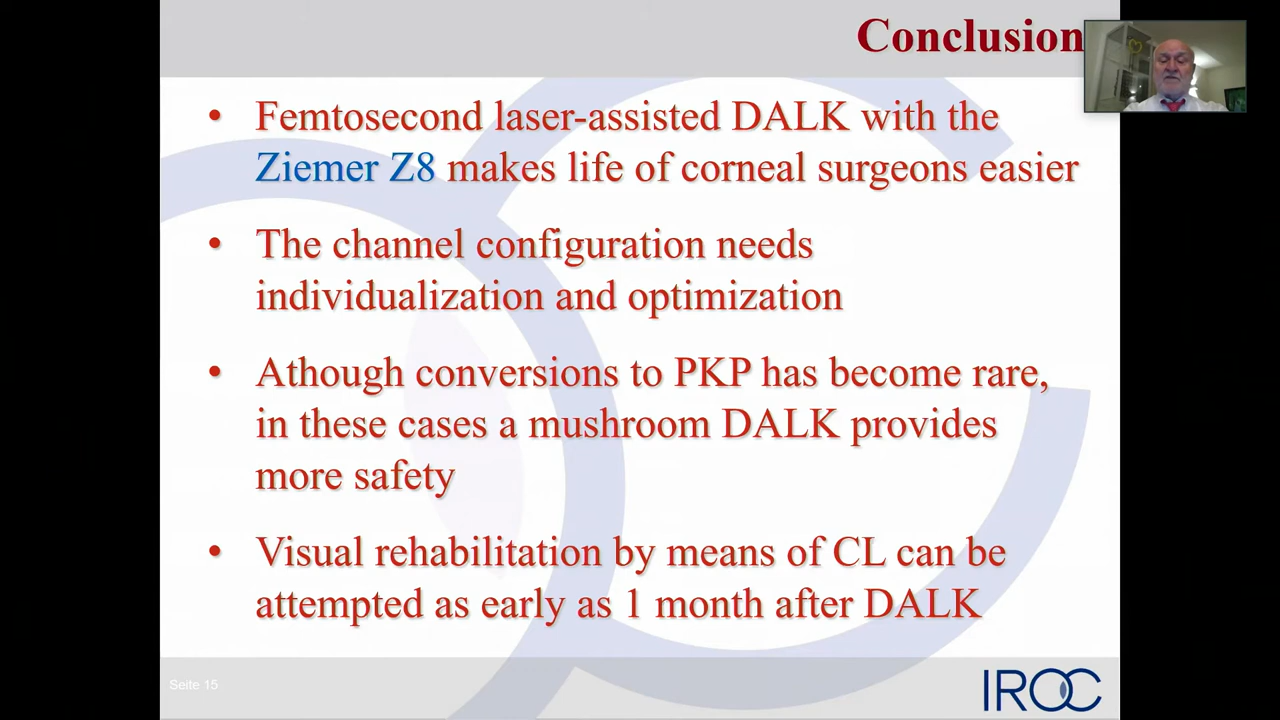 Conclusion
• Femtosecond laser-assisted DALK with the
Ziemer Z8 makes life of corneal surgeons easier
• The channel configuration needs
individualization and optimization
• Athough conversions to PKP has become rare,
in these cases a mushroom DALK provides
more safety
• Visual rehabilitation by means of CL can be
attempted as early as 1 month after DALK
Seite 15
IROC